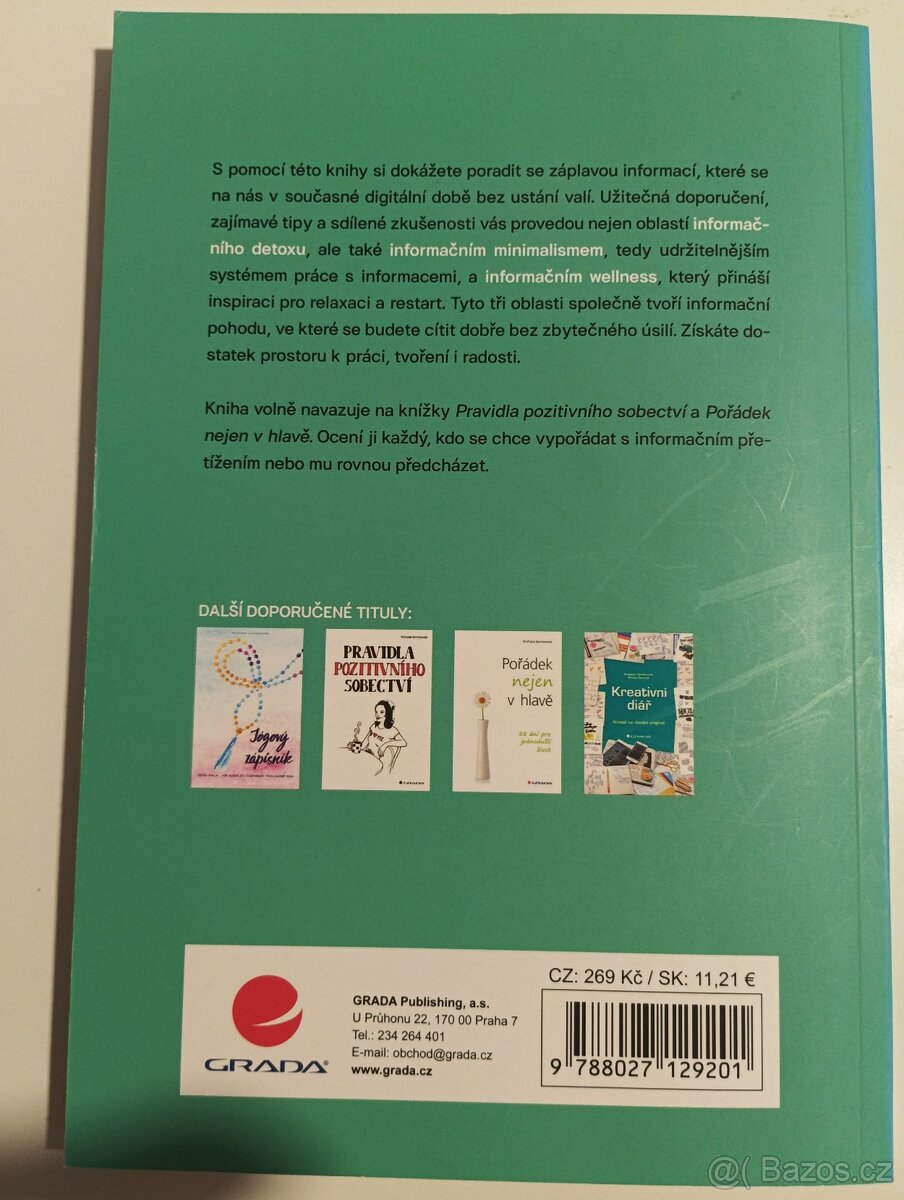 S pomocí této knihy si dokážete poradit se záplavou informací, které se
na nás v současné digitální době bez ustání valí. Užitečná doporučení,
zajímavé tipy a sdílené zkušenosti vás provedou nejen oblastí informač-
ního detoxu, ale také informačním minimalismem, tedy udržitelnějším
systémem práce s informacemi, a informačním wellness, který přináší
inspiraci pro relaxaci a restart. Tyto tři oblasti společně tvoří informační
pohodu, ve které se budete cítit dobře bez zbytečného úsilí. Získáte do-
statek prostoru k práci, tvoření i radosti.
Kniha volně navazuje na knížky Pravidla pozitivního sobectví a Pořádek
nejen v hlavě. Ocení ji každý, kdo se chce vypořádat s informačním pře-
tížením nebo mu rovnou předcházet.
DALŠÍ DOPORUČENÉ TITULY:
Jógový
zápisník
PRAVIDLA
POZITIVNÍHO
SOBECTVÍ
GRADA
Pořádek
nejen
v hlavě
21 dní pro
jednodušší
život
GRADA
Kreativní
diář
GRADA®
GRADA Publishing, a.s.
U Průhonu 22, 170 00 Praha 7
Tel.: 234 264 401
E-mail: obchod@grada.cz
www.grada.cz
CZ: 269 Kč / SK: 11,21 €
9 788027 129201
@( Bazos.cz